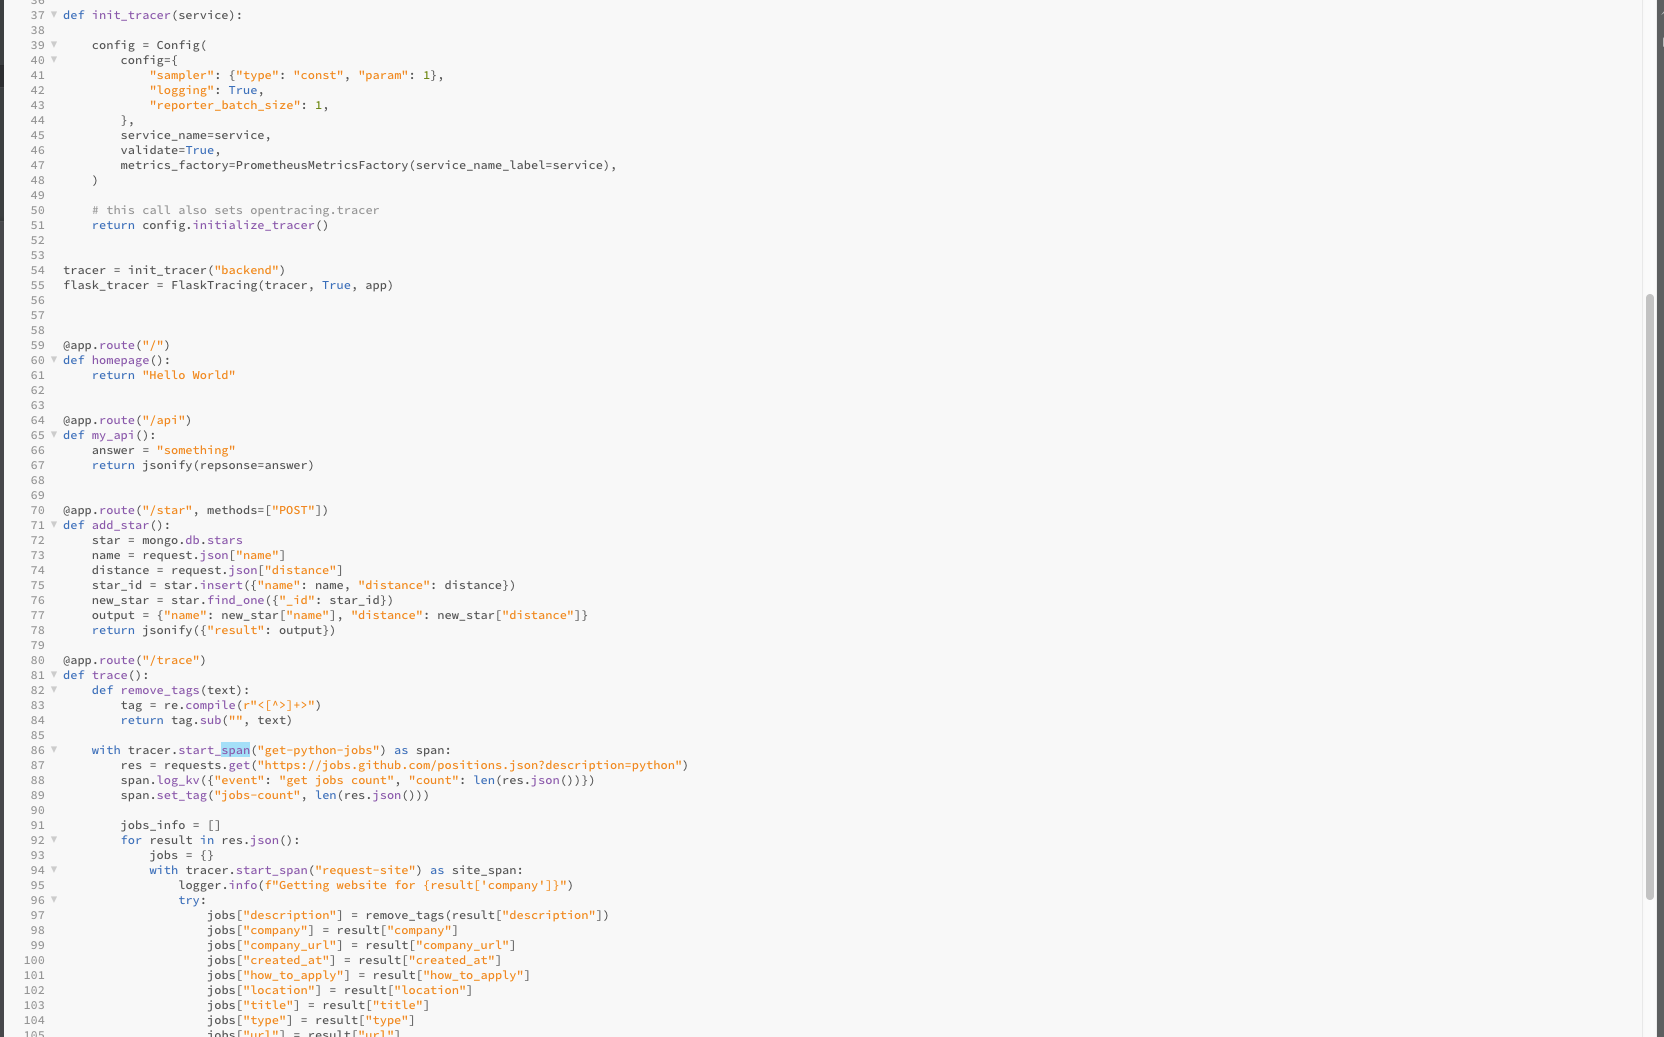 36
37 def init_tracer(service):
38
39     config = Config(
40         config={
41             "sampler": {"type": "const", "param": 1},
42             "logging": True,
43             "reporter_batch_size": 1,
44         },
45         service_name=service,
46         validate=True,
47         metrics_factory=PrometheusMetricsFactory(service_name_label=service),
48     )
49
50     # this call also sets opentracing.tracer
51     return config.initialize_tracer()
52
53
54 tracer = init_tracer("backend")
55 flask_tracer = FlaskTracing(tracer, True, app)
56
57
58
59 @app.route("/")
60 def homepage():
61     return "Hello World"
62
63
64 @app.route("/api")
65 def my_api():
66     answer = "something"
67     return jsonify(repsonse=answer)
68
69
70 @app.route("/star", methods=["POST"])
71 def add_star():
72     star = mongo.db.stars
73     name = request.json["name"]
74     distance = request.json["distance"]
75     star_id = star.insert({"name": name, "distance": distance})
76     new_star = star.find_one({"_id": star_id})
77     output = {"name": new_star["name"], "distance": new_star["distance"]}
78     return jsonify({"result": output})
79
80 @app.route("/trace")
81 def trace():
82     def remove_tags(text):
83         tag = re.compile(r"<[^>]+>")
84         return tag.sub("", text)
85
86     with tracer.start_span("get-python-jobs") as span:
87         res = requests.get("https://jobs.github.com/positions.json?description=python")
88         span.log_kv({"event": "get jobs count", "count": len(res.json())})
89         span.set_tag("jobs-count", len(res.json()))
90
91         jobs_info = []
92         for result in res.json():
93             jobs = {}
94             with tracer.start_span("request-site") as site_span:
95                 logger.info(f"Getting website for {result['company']}")
96                 try:
97                     jobs["description"] = remove_tags(result["description"])
98                     jobs["company"] = result["company"]
99                     jobs["company_url"] = result["company_url"]
100                     jobs["created_at"] = result["created_at"]
101                     jobs["how_to_apply"] = result["how_to_apply"]
102                     jobs["location"] = result["location"]
103                     jobs["title"] = result["title"]
104                     jobs["type"] = result["type"]
105                     jobs["url"] = result["url"]